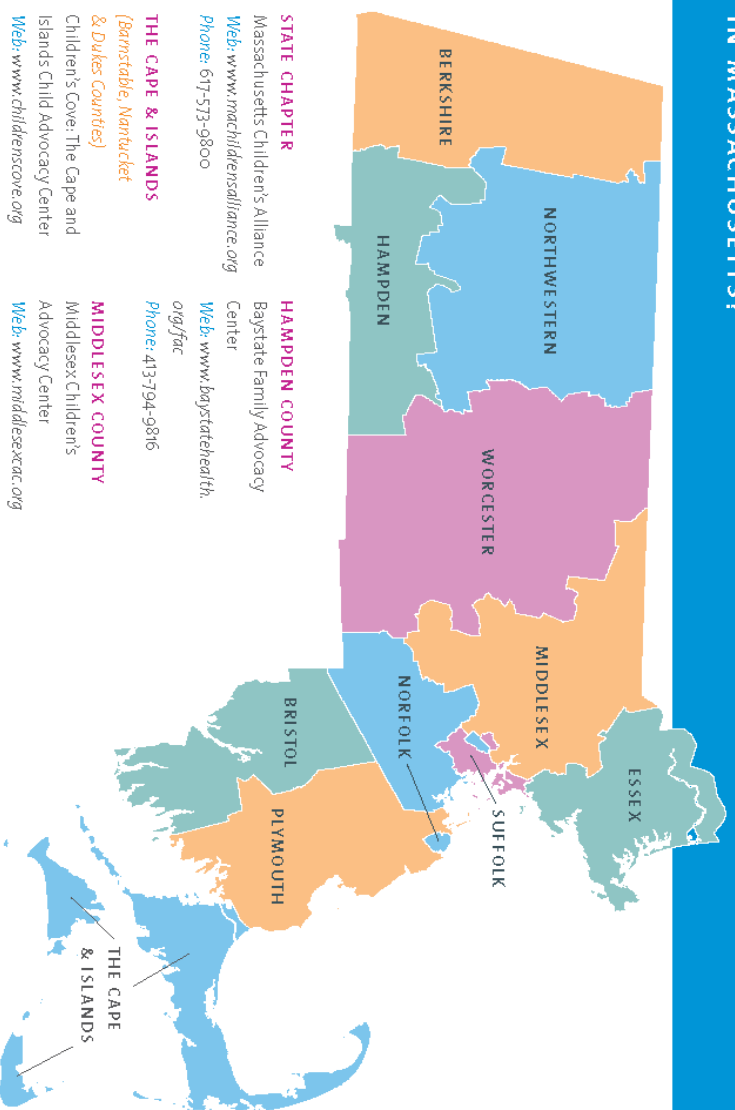 IN MASSACHUSETTS?
BERKSHIRE
NORTHWESTERN
HAMPDEN
WORCESTER
MIDDLESEX
ESSEX
NORFOLK
SUFFOLK
BRISTOL
PLYMOUTH
THE CAPE
& ISLANDS
STATE CHAPTER
Massachusetts Children's Alliance
Web: www.machildrensalliance.org
Phone: 617-573-9800
THE CAPE & ISLANDS
(Barnstable, Nantucket
& Dukes Counties)
Children's Cove: The Cape and
Islands Child Advocacy Center
Web: www.childrenscove.org
HAMPDEN COUNTY
Baystate Family Advocacy
Center
Web: www.baystatehealth.
org/fac
Phone: 413-794-9816
MIDDLESEX COUNTY
Middlesex Children's
Advocacy Center
Web: www.middlesexcac.org